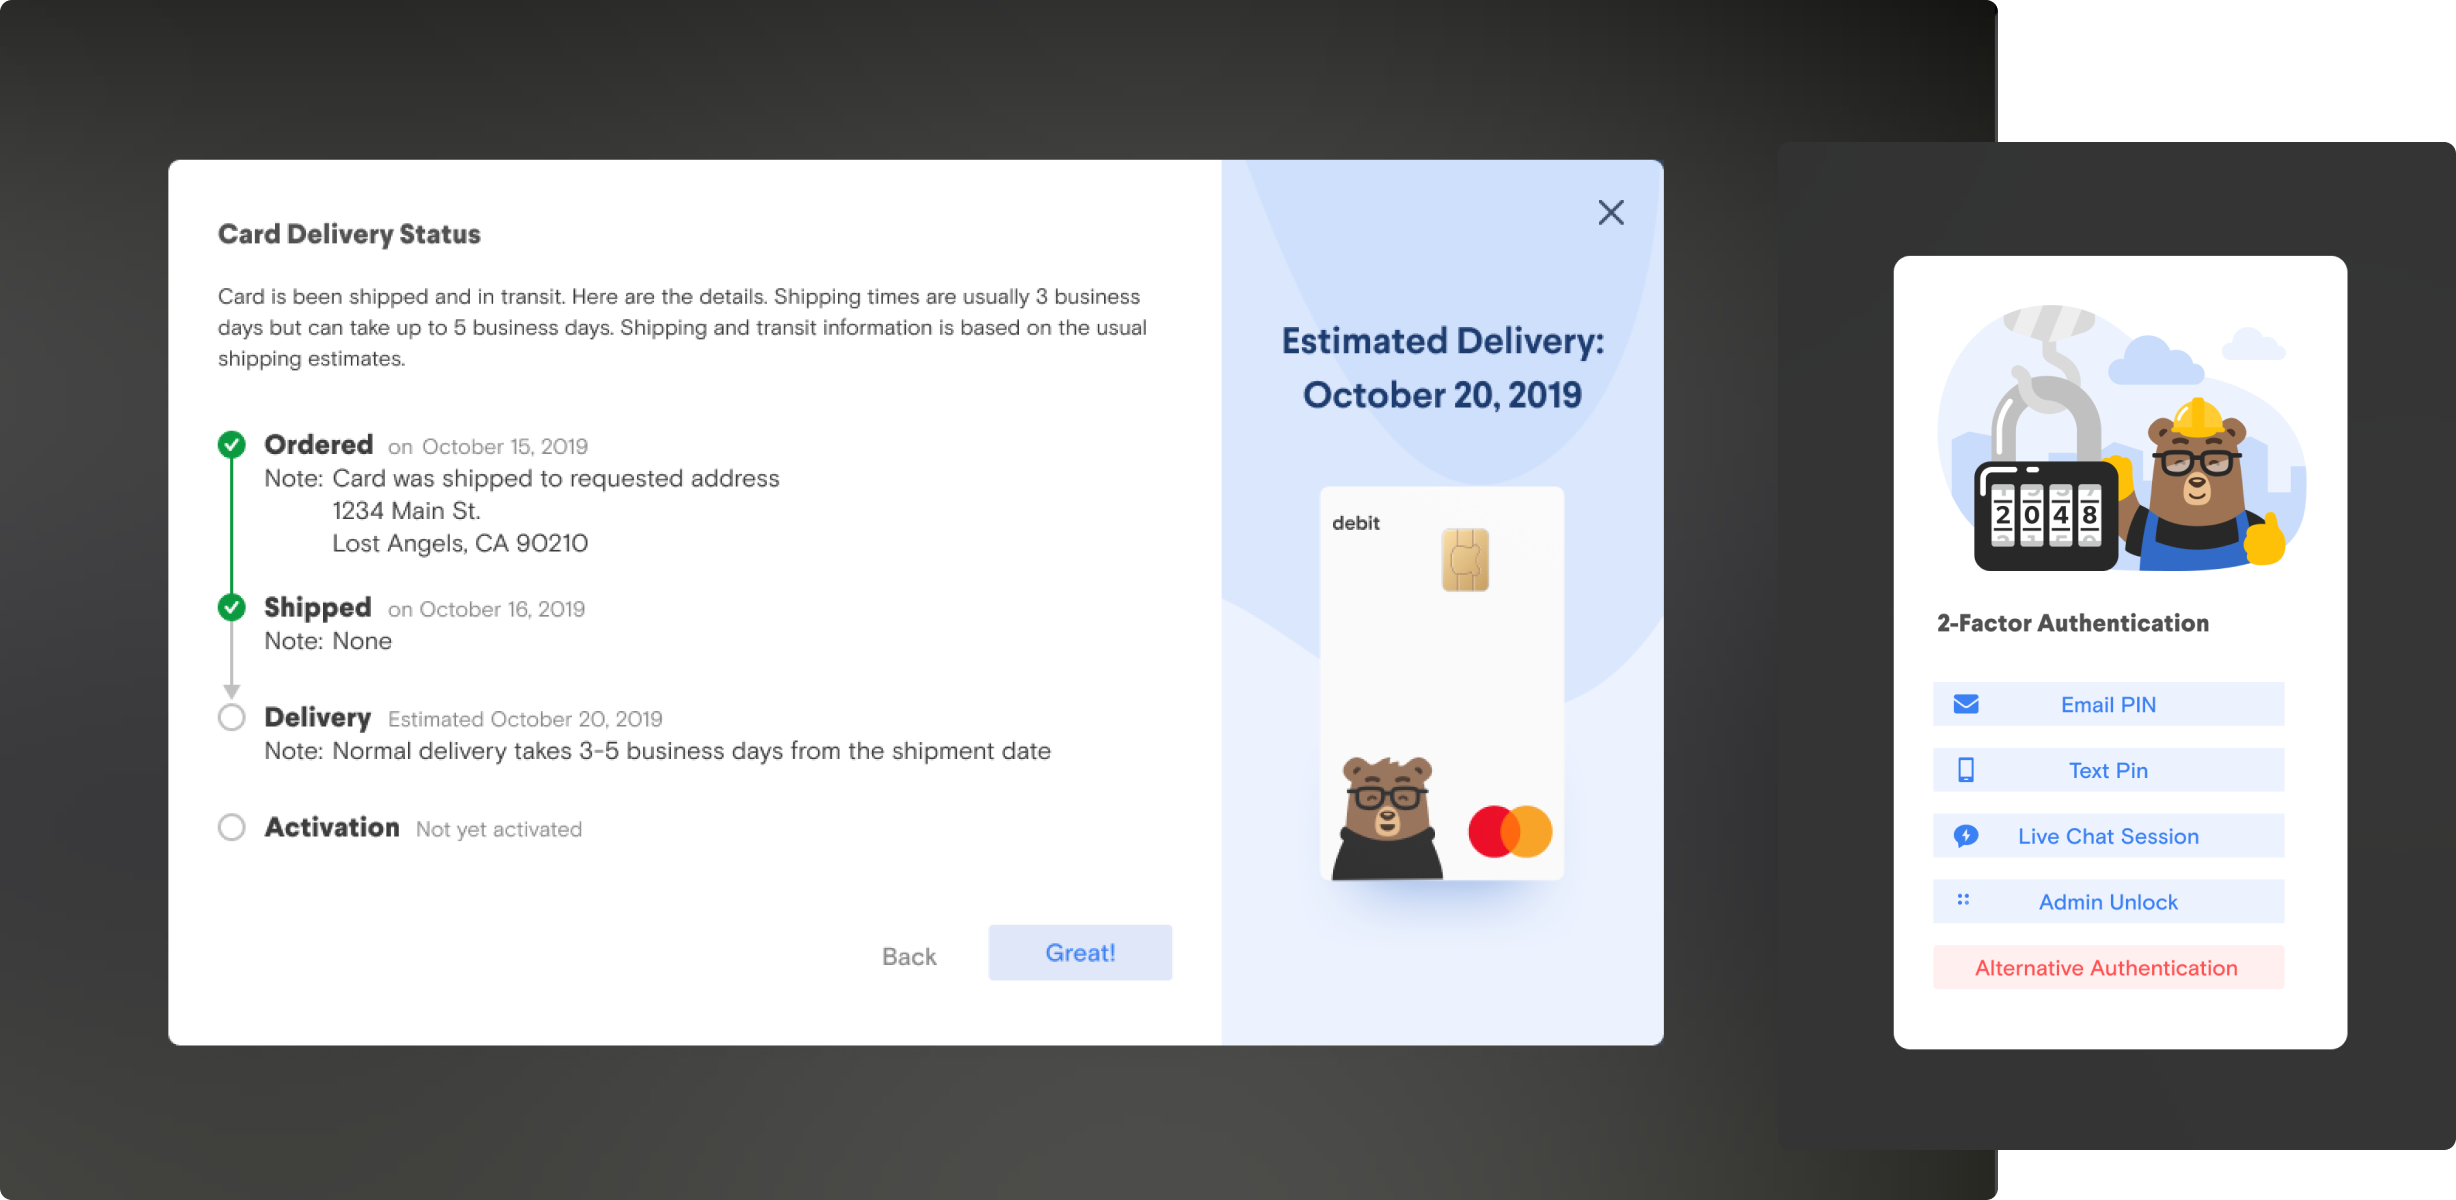 Card Delivery Status
Card is been shipped and in transit. Here are the details. Shipping times are usually 3 business
days but can take up to 5 business days. Shipping and transit information is based on the usual
shipping estimates.
Ordered on October 15, 2019
Note: Card was shipped to requested address
1234 Main St.
Lost Angels, CA 90210
Shipped on October 16, 2019
Note: None
Delivery Estimated October 20, 2019
Note: Normal delivery takes 3-5 business days from the shipment date
Activation Not yet activated
Back
Great!
Estimated Delivery:
October 20, 2019
debit
2 0 4 8
2-Factor Authentication
Email PIN
Text Pin
Live Chat Session
Admin Unlock
Alternative Authentication